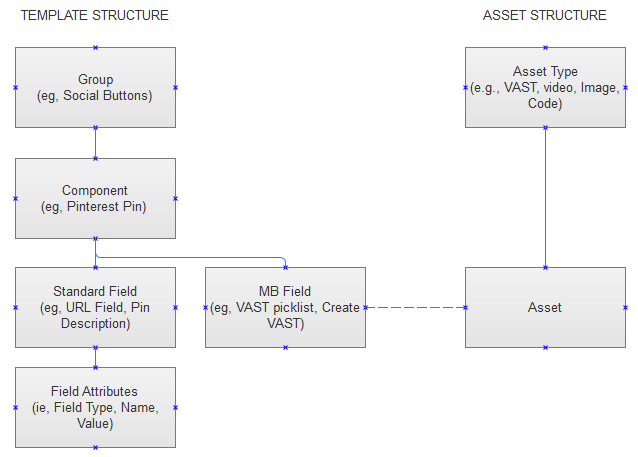 TEMPLATE STRUCTURE
ASSET STRUCTURE
Group
(eg, Social Buttons)
Asset Type
(e.g., VAST, video, Image,
Code)
Component
(eg, Pinterest Pin)
Standard Field
(eg, URL Field, Pin
Description)
MB Field
(eg, VAST picklist, Create
VAST)
Asset
Field Attributes
(ie, Field Type, Name,
Value)